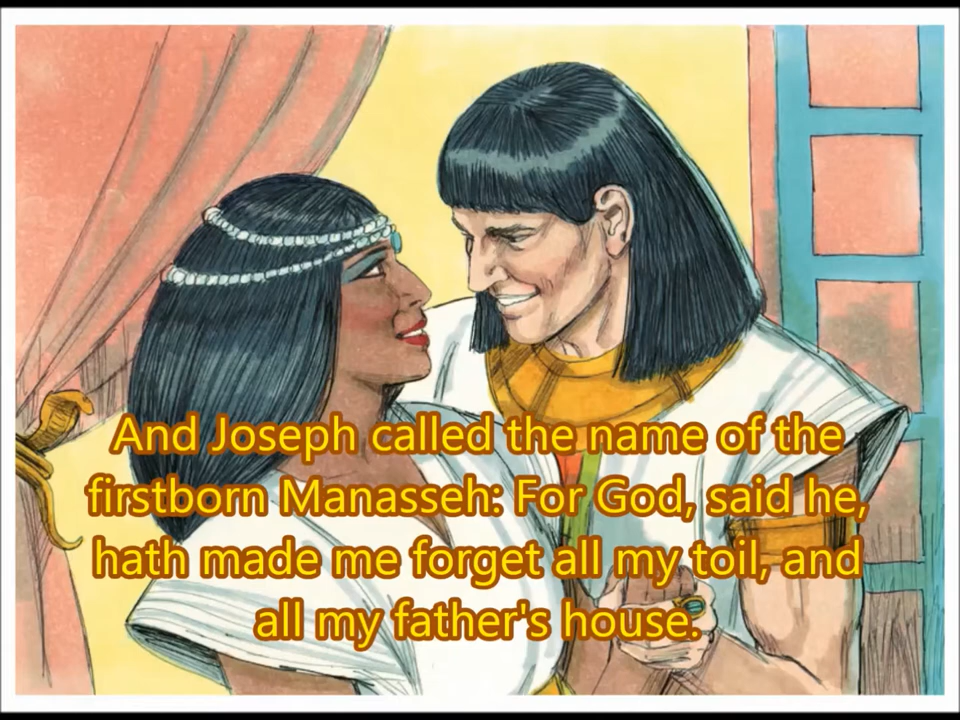 And Joseph called the name of the
firstborn Manasseh: For God, said he,
hath made me forget all my toil, and
all my father's house.